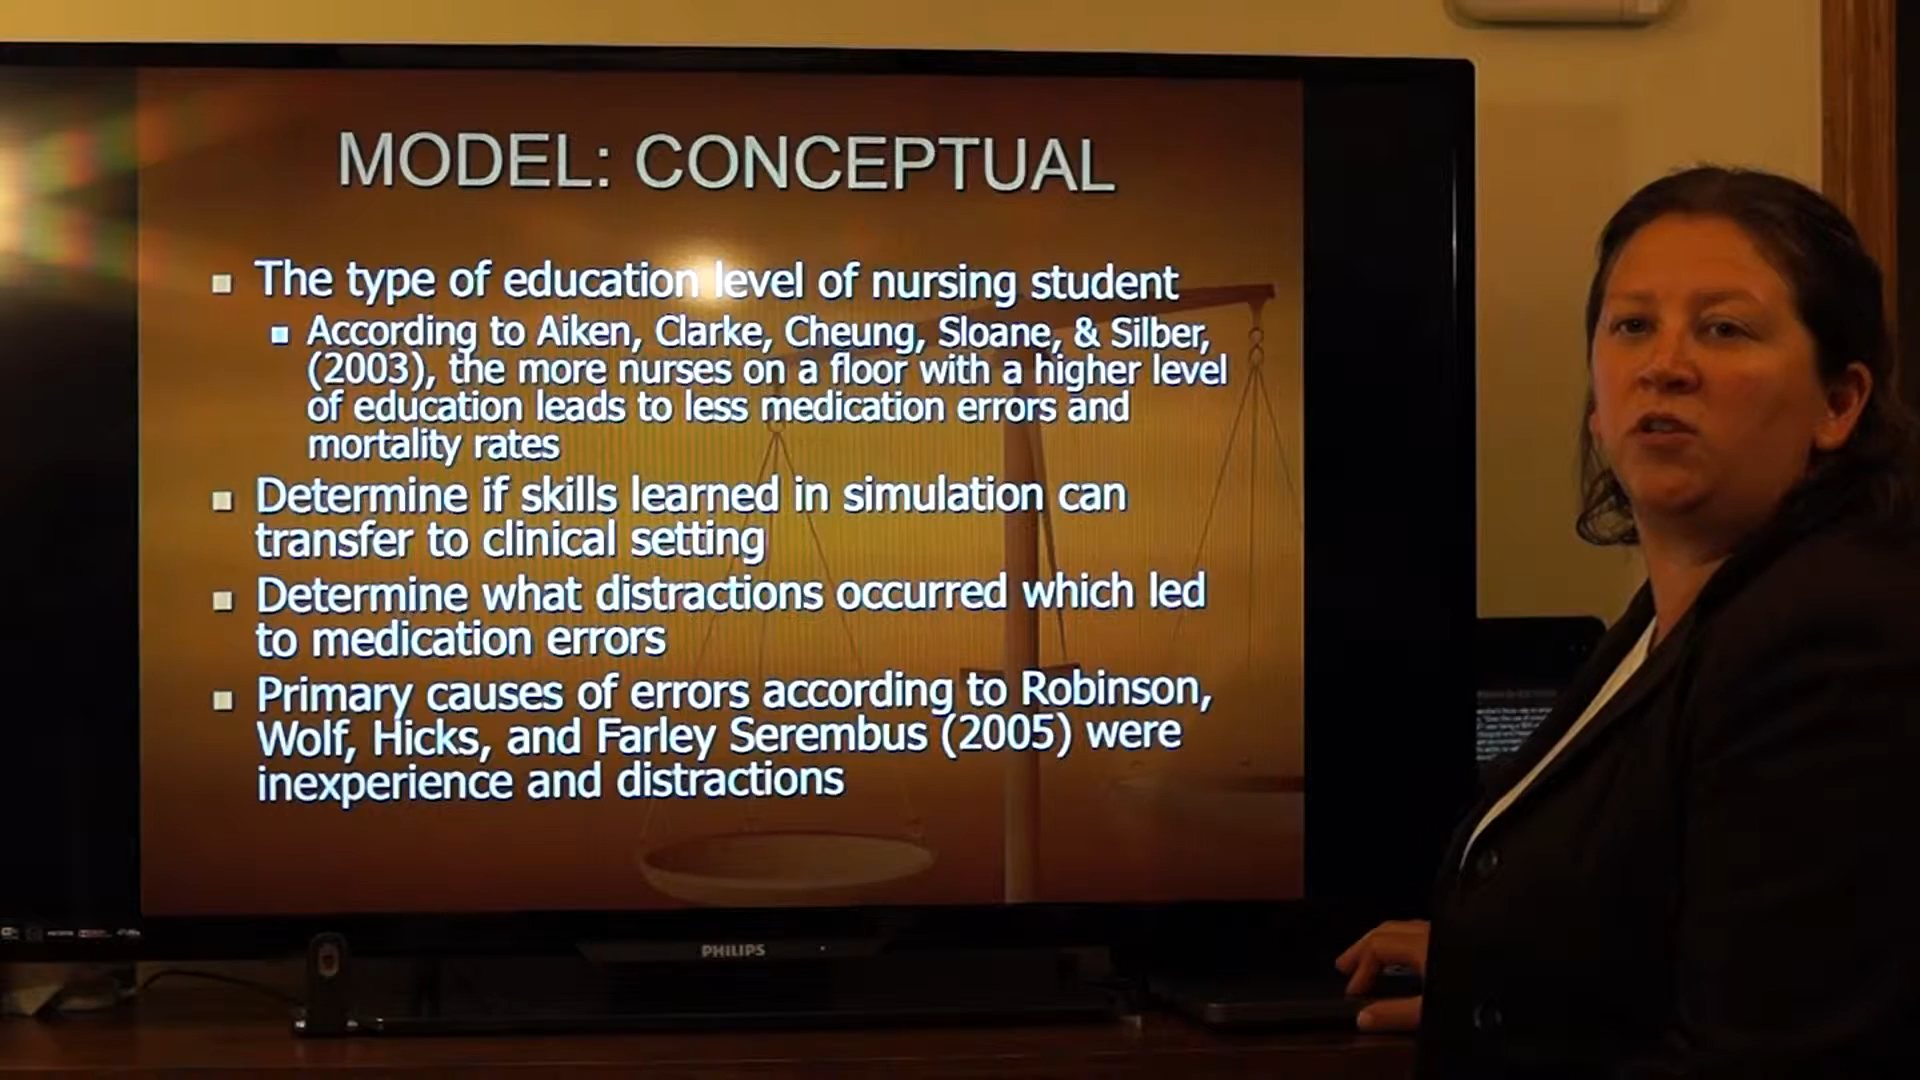 MODEL: CONCEPTUAL
The type of education level of nursing student
According to Aiken, Clarke, Cheung, Sloane, & Silber,
(2003), the more nurses on a floor with a higher level
of education leads to less medication errors and
mortality rates
Determine if skills learned in simulation can
transfer to clinical setting
Determine what distractions occurred which led
to medication errors
Primary causes of errors according to Robinson,
Wolf, Hicks, and Farley Serembus (2005) were
inexperience and distractions
PHILIPS